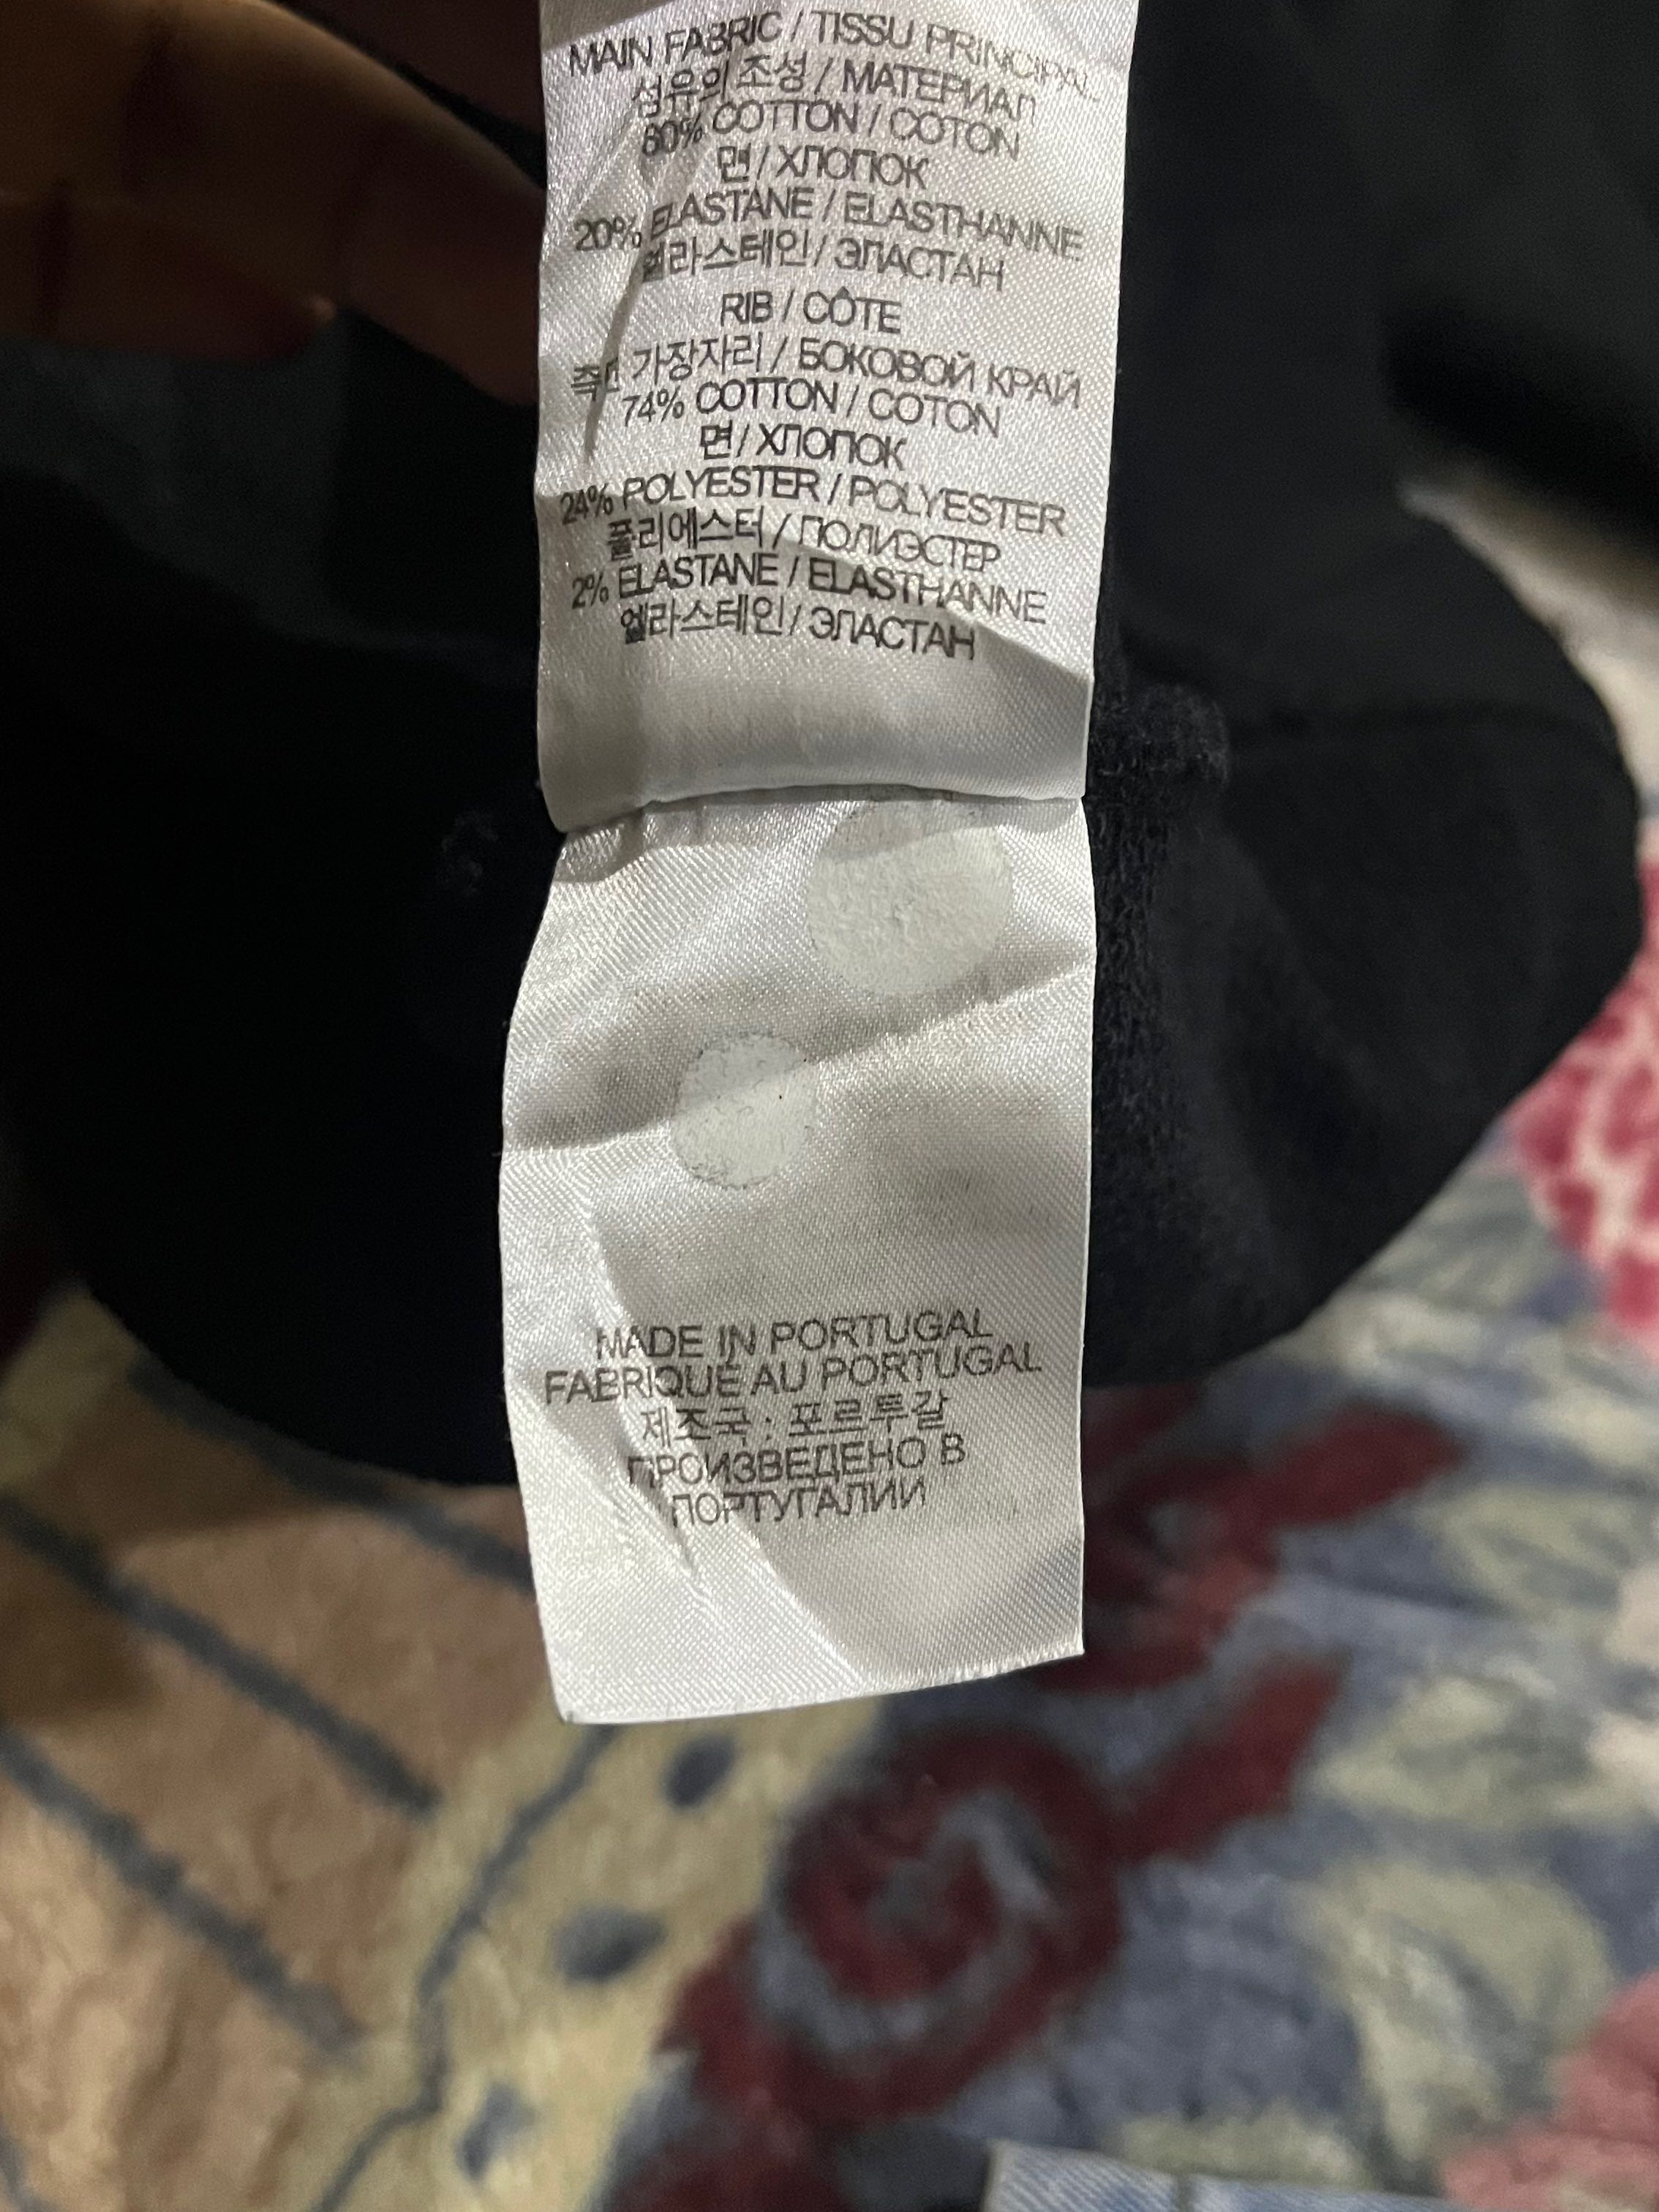 MAIN FABRIC / TISSU PRINCIPAL
섬유의 조성 / МАТЕРИАЛ
80% COTTON / COTON
면 / ХЛОПОК
20% ELASTANE / ELASTHANNE
엘라스테인 / ЭЛАСТАН
RIB / CÔTE
측면 가장자리 / БОКОВОЙ КРАЙ
74% COTTON / COTON
면 / ХЛОПОК
24% POLYESTER / POLYESTER
폴리에스터 / ПОЛИЭСТЕР
2% ELASTANE / ELASTHANNE
엘라스테인 / ЭЛАСТАН
MADE IN PORTUGAL
FABRIQUÉ AU PORTUGAL
제조국 : 포르투갈
ПРОИЗВЕДЕНО В
ПОРТУГАЛИИ